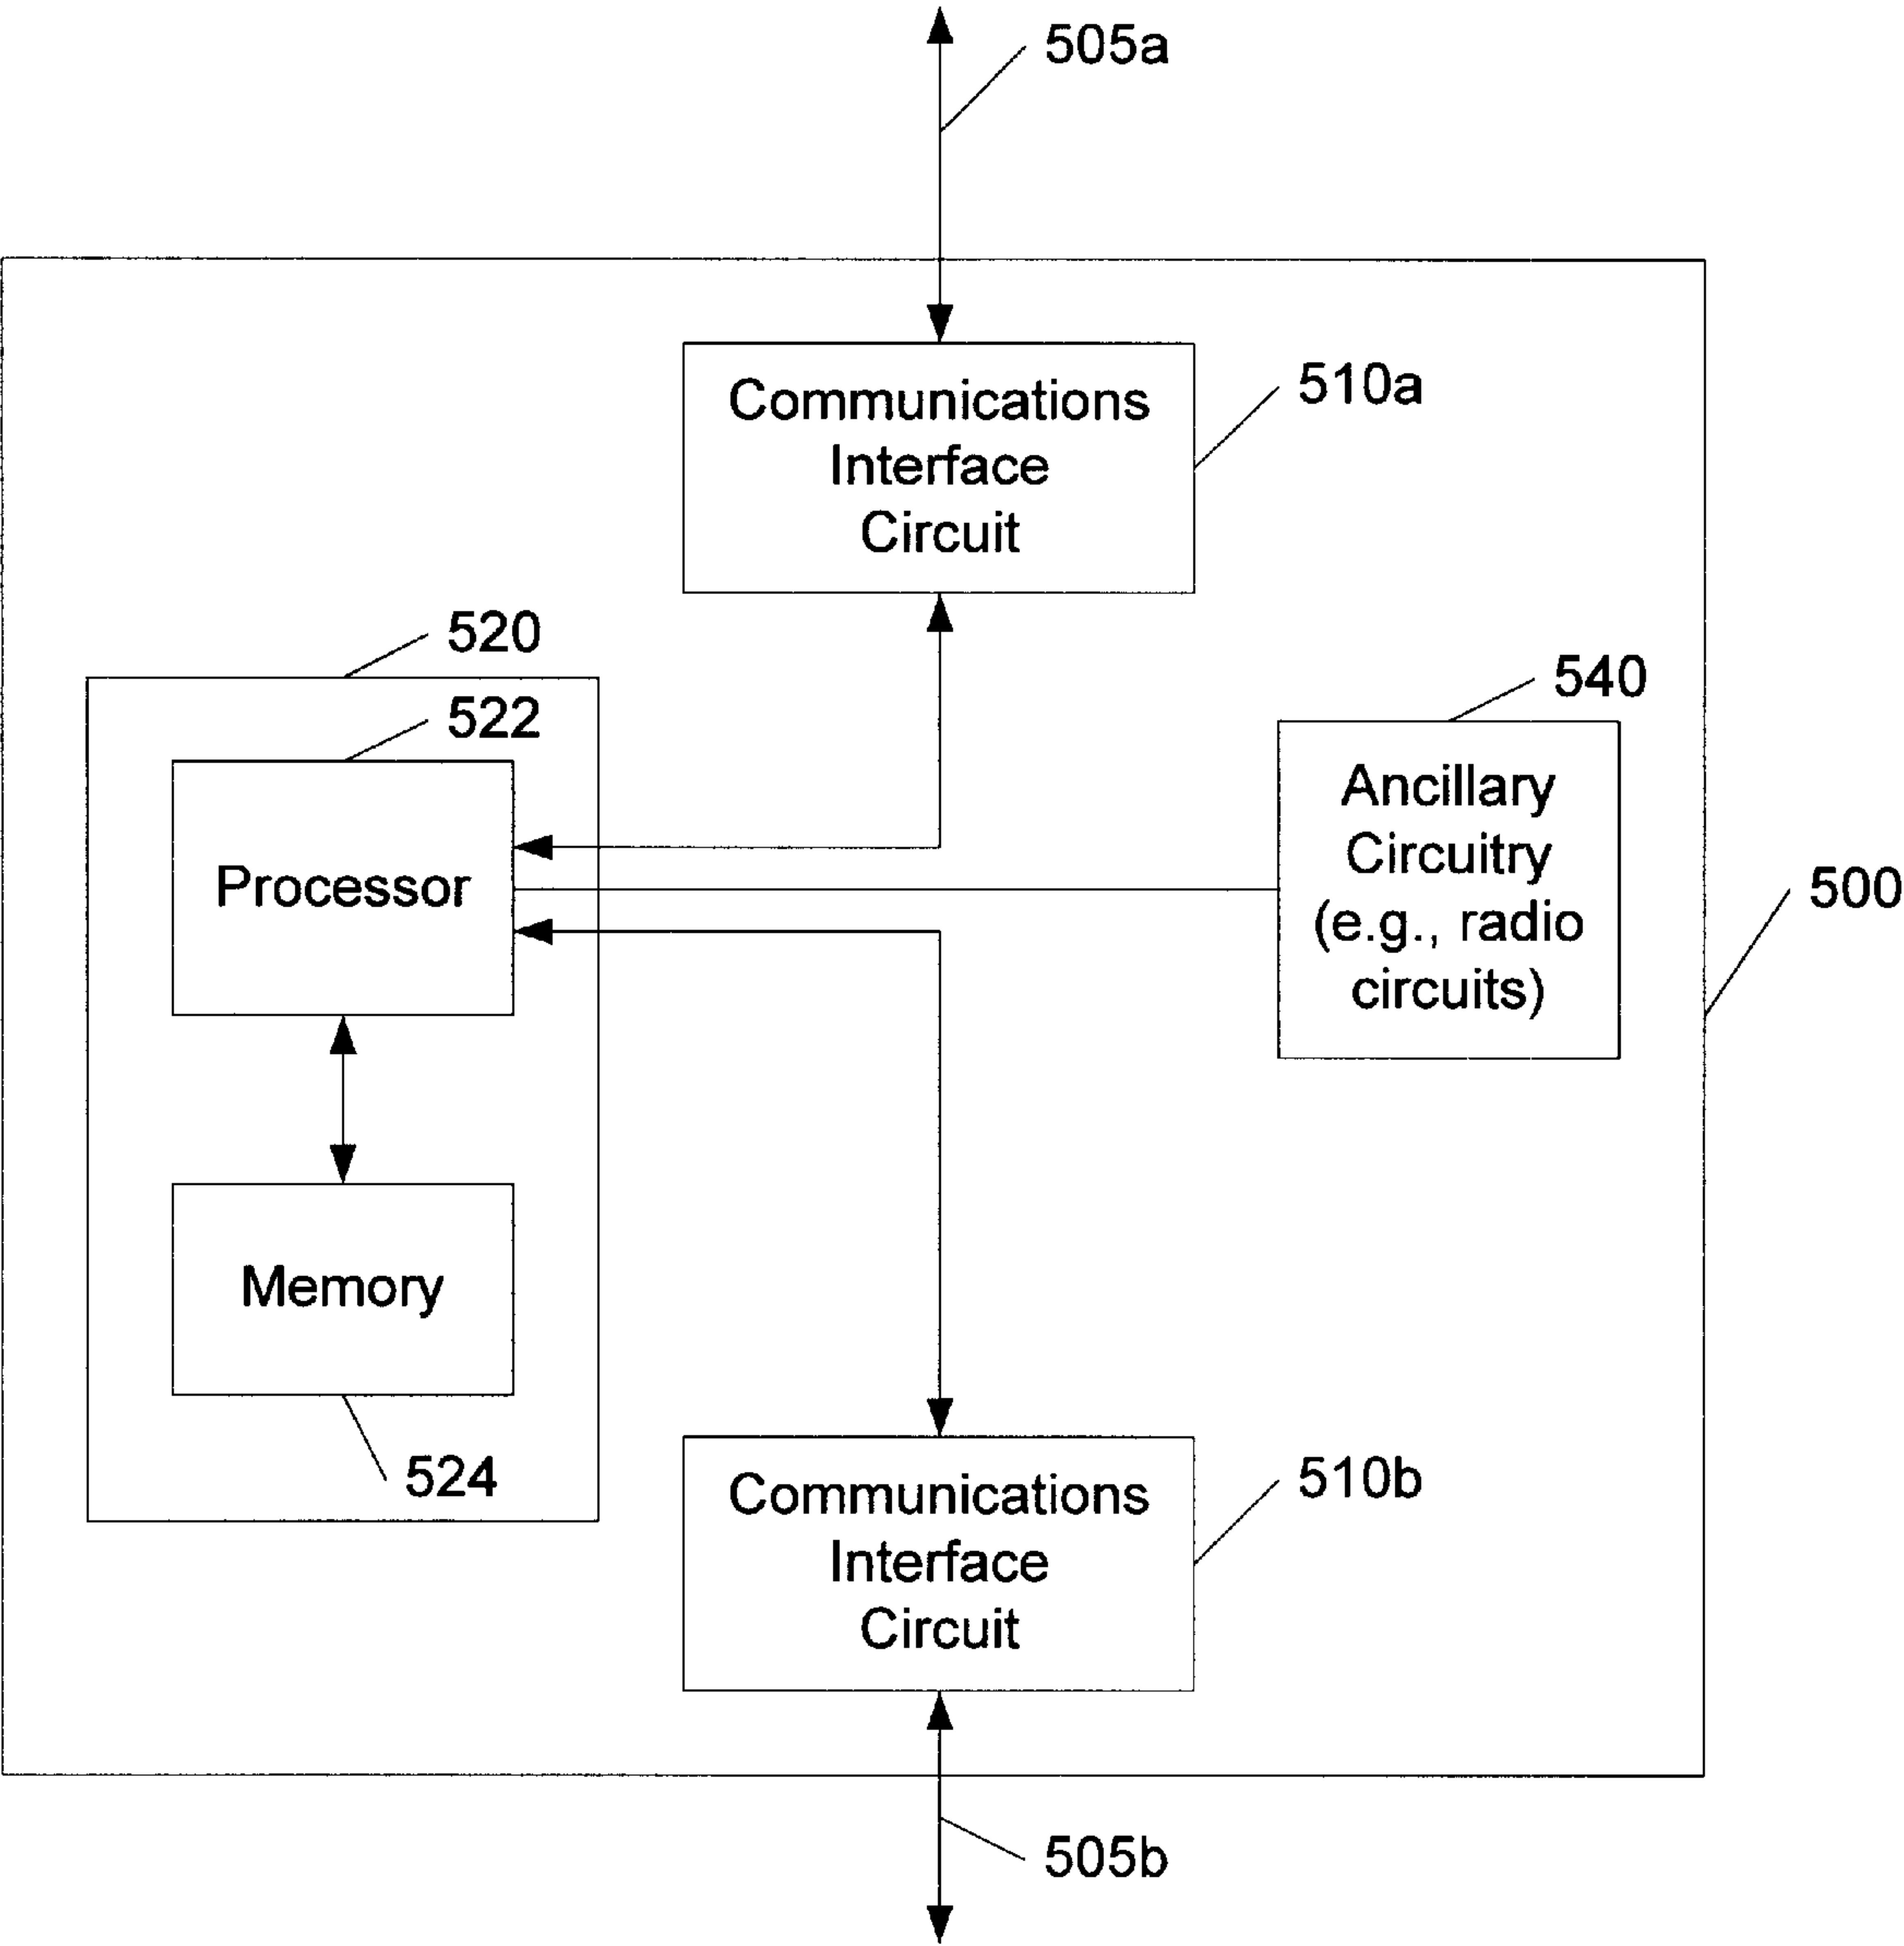 505a
Communications
Interface
Circuit
510a
520
522
Processor
540
Ancillary
Circuitry
(e.g., radio
circuits)
500
Memory
524
Communications
Interface
Circuit
510b
505b